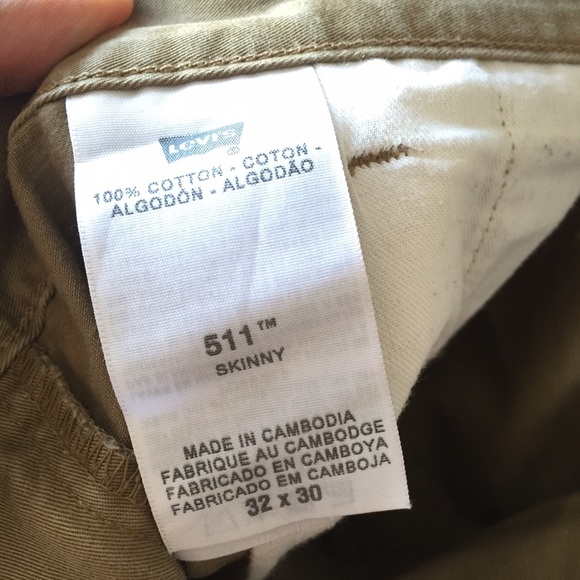 Levi's ®
100% COTTON - COTON -
ALGODÓN - ALGODÃO
511™
SKINNY
MADE IN CAMBODIA
FABRIQUE AU CAMBODGE
FABRICADO EN CAMBOYA
FABRICADO EM CAMBOJA
32 x 30